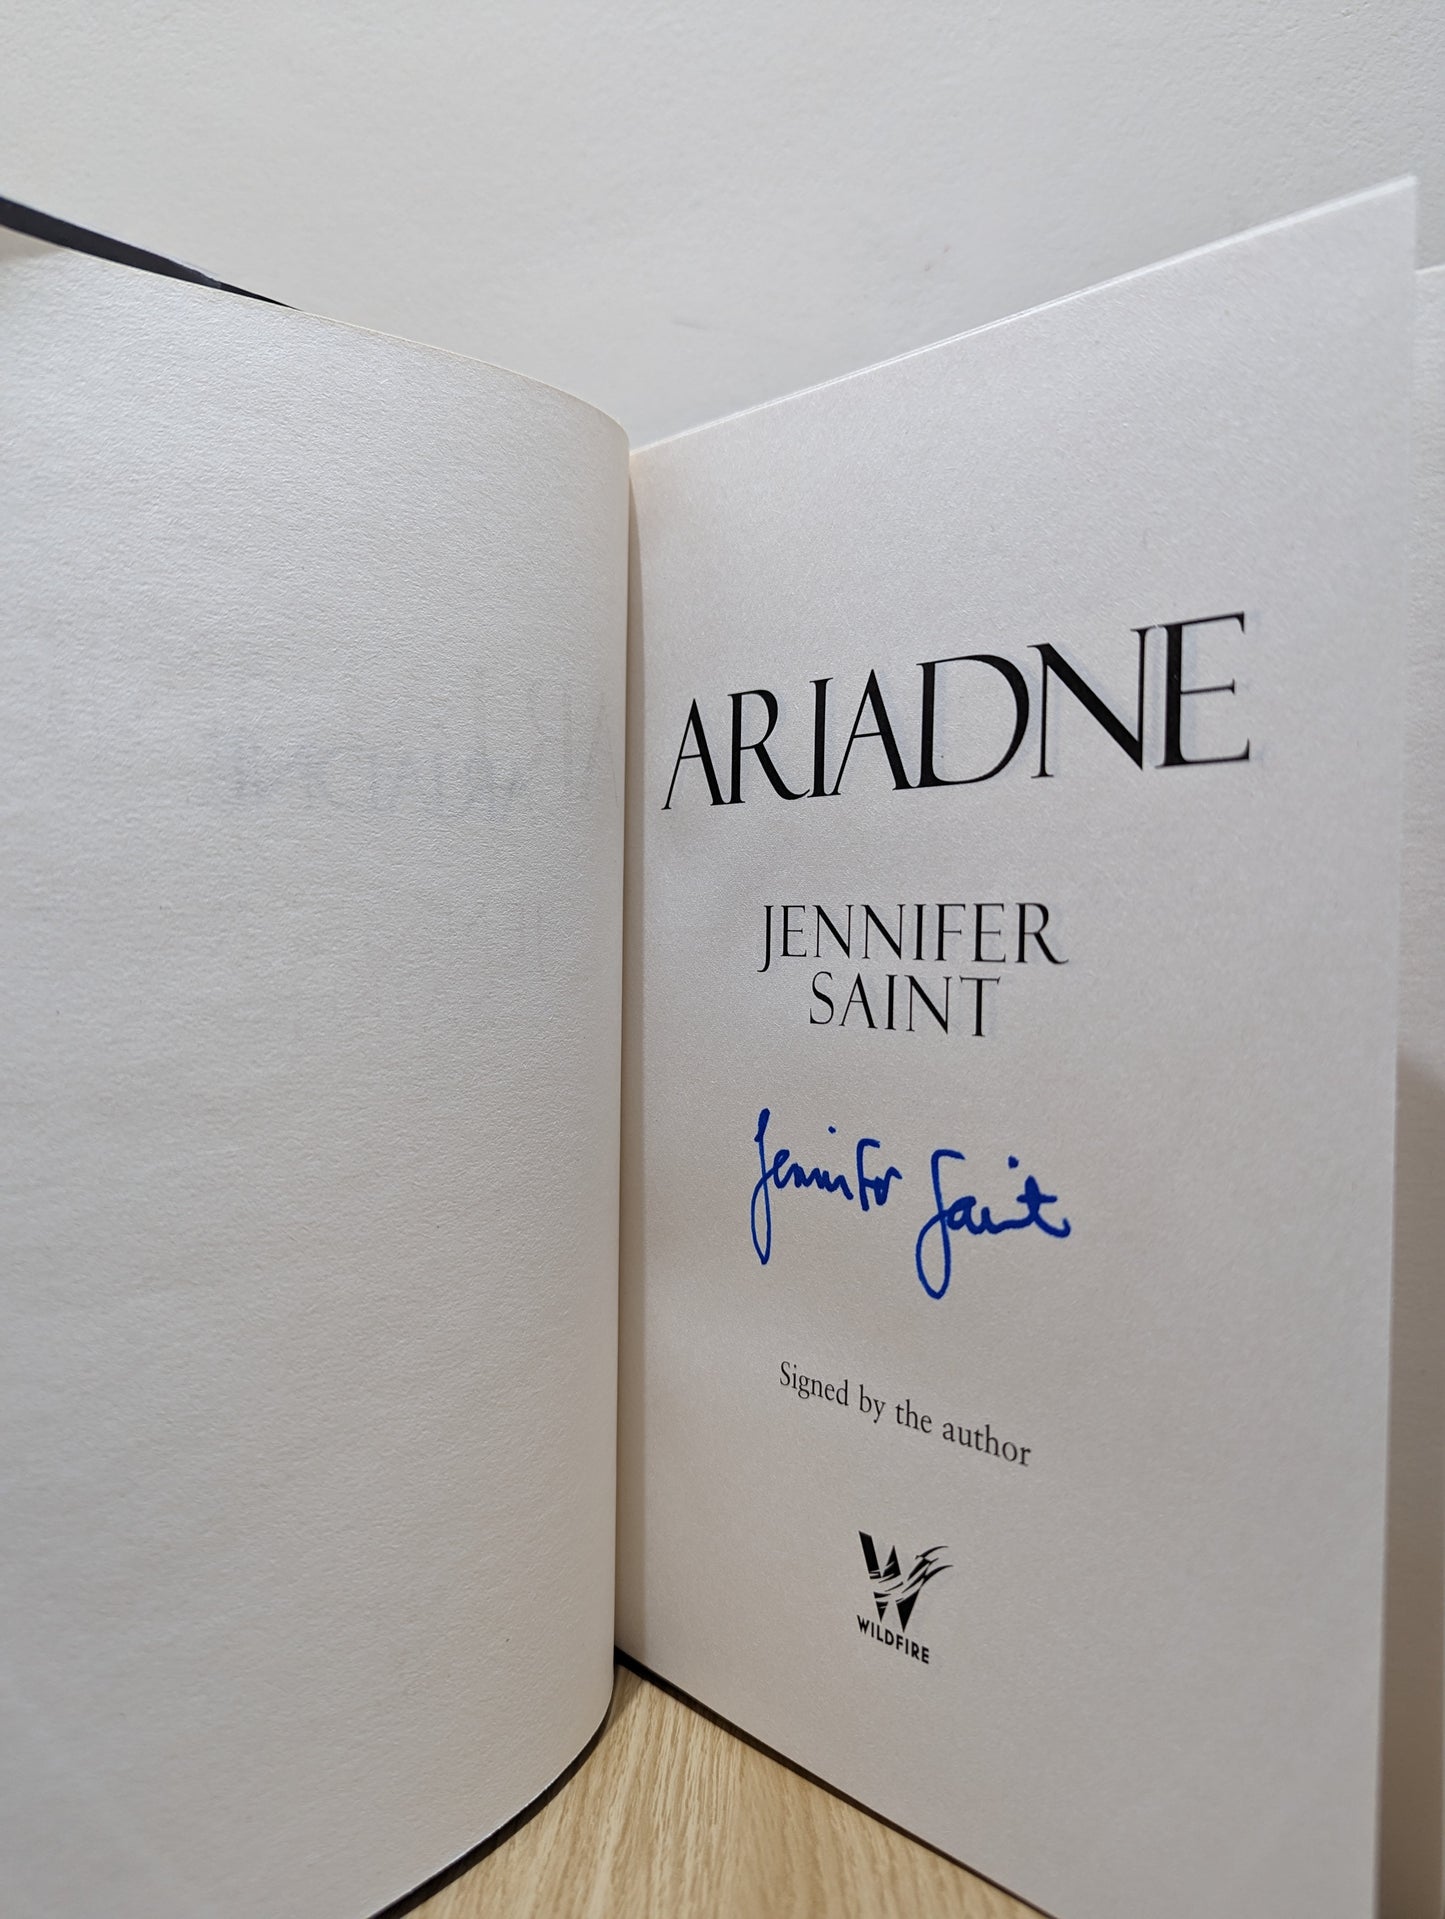 ARIADNE
JENNIFER
SAINT
Jennifer Saint
Signed by the author
WILDFIRE